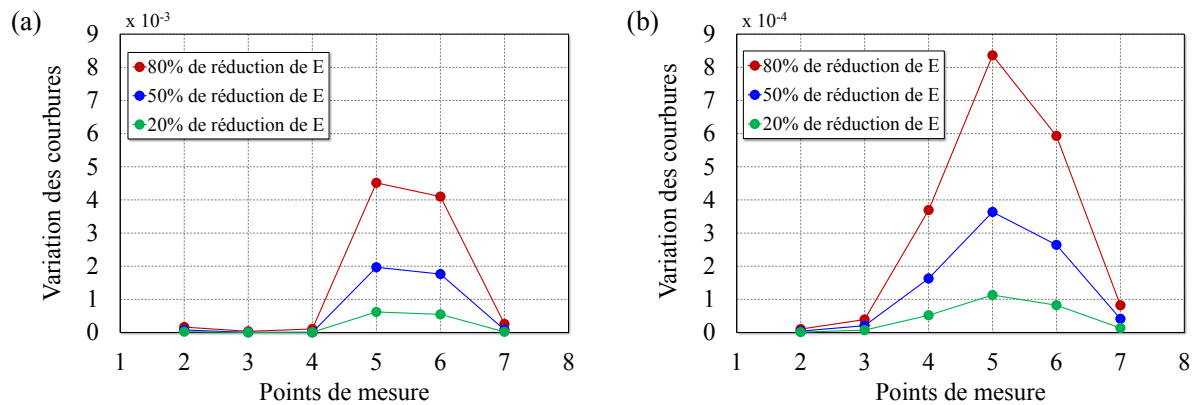 (a)
x 10⁻³
Variation des courbures
9
8
7
6
5
4
3
2
1
0
80% de réduction de E
50% de réduction de E
20% de réduction de E
1 2 3 4 5 6 7 8
Points de mesure
(b)
x 10⁻⁴
Variation des courbures
9
8
7
6
5
4
3
2
1
0
80% de réduction de E
50% de réduction de E
20% de réduction de E
1 2 3 4 5 6 7 8
Points de mesure